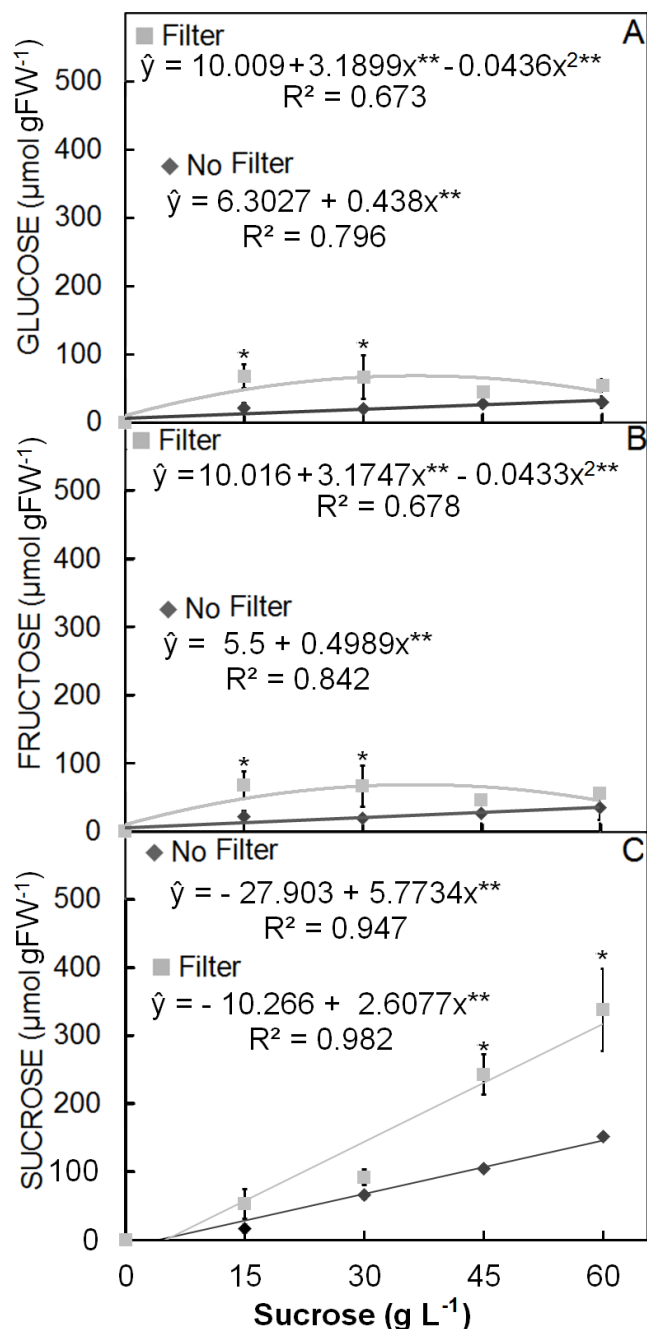 Filter
A
ŷ = 10.009 + 3.1899x** - 0.0436x²**
R² = 0.673
No Filter
ŷ = 6.3027 + 0.438x**
R² = 0.796
GLUCOSE (µmol gFW⁻¹)
500
400
300
200
100
0
*
*
Filter
B
ŷ = 10.016 + 3.1747x** - 0.0433x²**
R² = 0.678
No Filter
ŷ = 5.5 + 0.4989x**
R² = 0.842
FRUCTOSE (µmol gFW⁻¹)
500
400
300
200
100
0
*
*
No Filter
C
ŷ = - 27.903 + 5.7734x**
R² = 0.947
Filter
ŷ = - 10.266 + 2.6077x**
R² = 0.982
SUCROSE (µmol gFW⁻¹)
500
400
300
200
100
0
*
*
0 15 30 45 60
Sucrose (g L⁻¹)